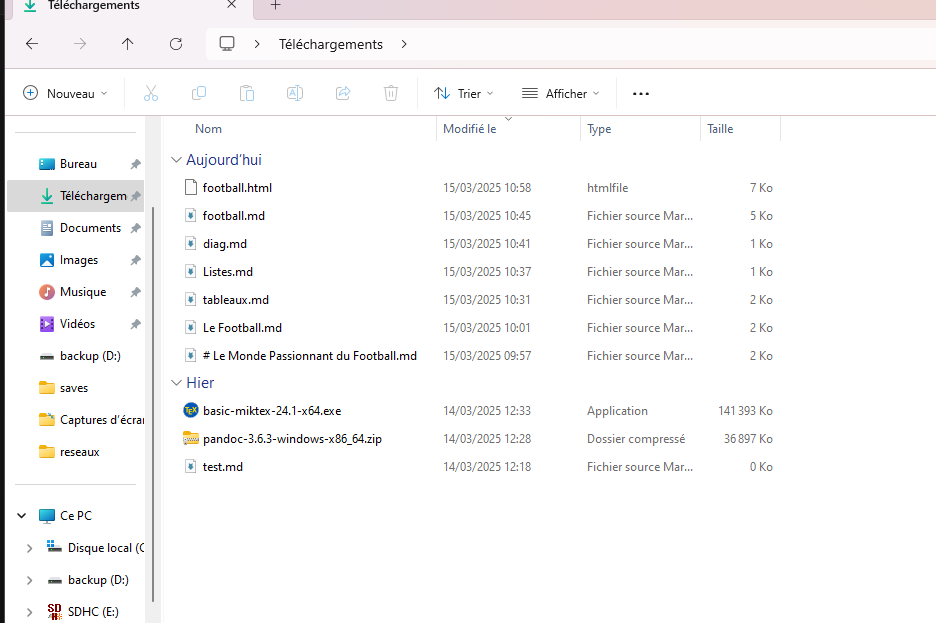 Téléchargements
Téléchargements
Nouveau
Trier
Afficher
Nom Modifié le Type Taille
Bureau
Téléchargem
Documents
Images
Musique
Vidéos
backup (D:)
saves
Captures d'écrar
reseaux
Ce PC
Disque local (C
backup (D:)
SDHC (E:)
Aujourd'hui
football.html 15/03/2025 10:58 htmlfile 7 Ko
football.md 15/03/2025 10:45 Fichier source Mar... 5 Ko
diag.md 15/03/2025 10:41 Fichier source Mar... 1 Ko
Listes.md 15/03/2025 10:37 Fichier source Mar... 1 Ko
tableaux.md 15/03/2025 10:31 Fichier source Mar... 2 Ko
Le Football.md 15/03/2025 10:01 Fichier source Mar... 2 Ko
# Le Monde Passionnant du Football.md 15/03/2025 09:57 Fichier source Mar... 2 Ko
Hier
basic-miktex-24.1-x64.exe 14/03/2025 12:33 Application 141 393 Ko
pandoc-3.6.3-windows-x86_64.zip 14/03/2025 12:28 Dossier compressé 36 897 Ko
test.md 14/03/2025 12:18 Fichier source Mar... 0 Ko